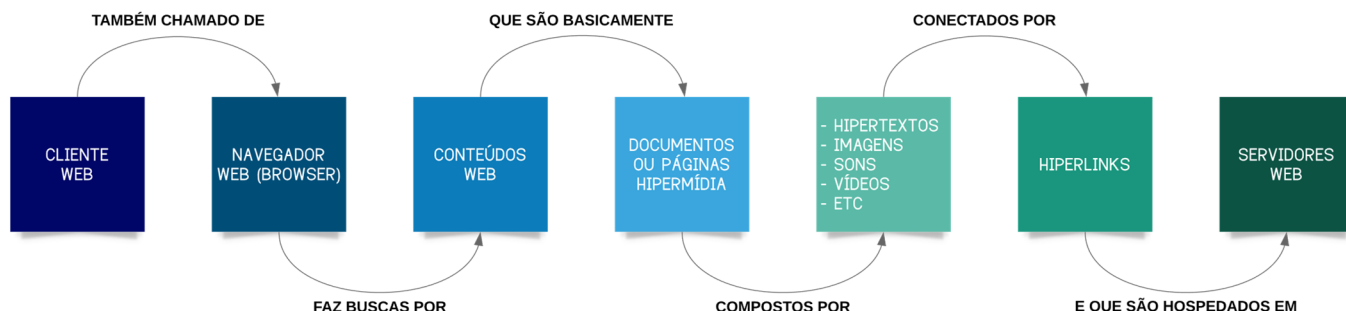 TAMBÉM CHAMADO DE
QUE SÃO BASICAMENTE
CONECTADOS POR
CLIENTE
WEB
NAVEGADOR
WEB (BROWSER)
CONTEÚDOS
WEB
DOCUMENTOS
OU PÁGINAS
HIPERMÍDIA
- HIPERTEXTOS
- IMAGENS
- SONS
- VÍDEOS
- ETC
HIPERLINKS
SERVIDORES
WEB
FAZ BUSCAS POR
COMPOSTOS POR
E QUE SÃO HOSPEDADOS EM